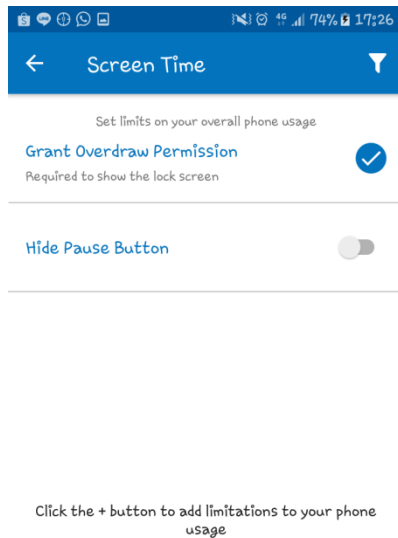 4G 74% 17:26
Screen Time
Set limits on your overall phone usage
Grant Overdraw Permission
Required to show the lock screen
Hide Pause Button
Click the + button to add limitations to your phone
usage